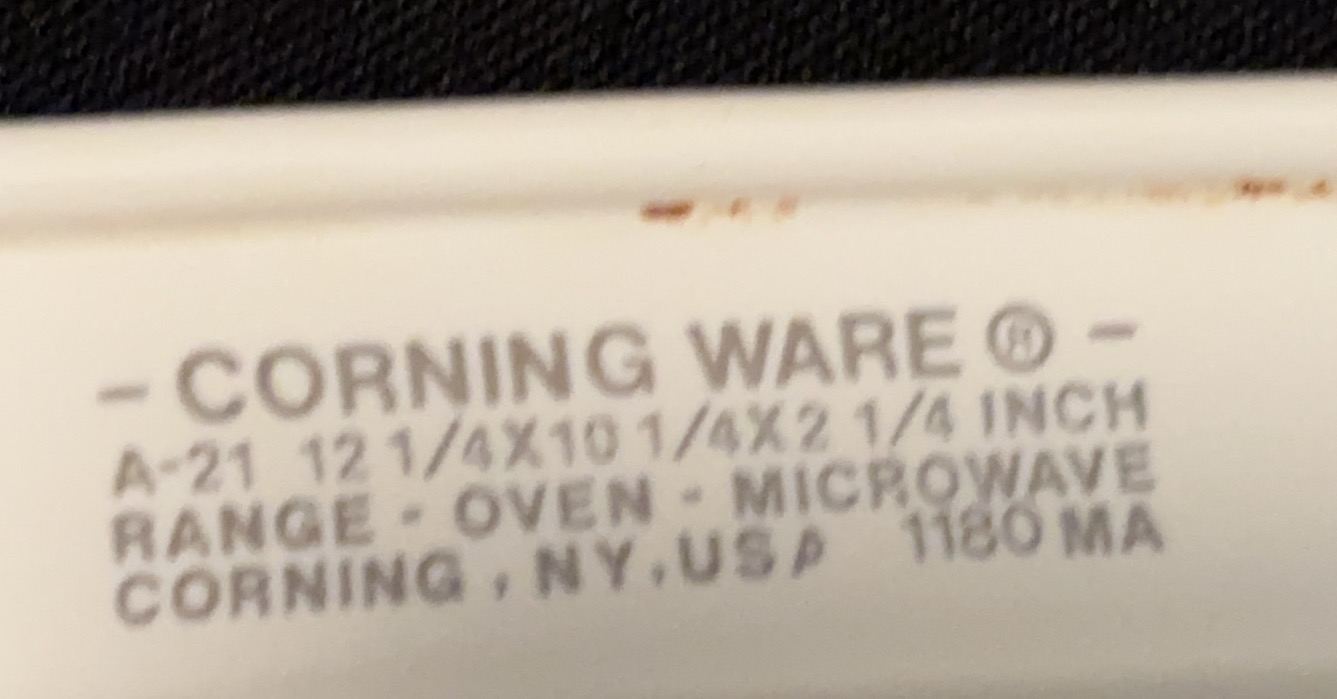 - CORNING WARE ® -
A-21 12 1/4X10 1/4X2 1/4 INCH
RANGE - OVEN - MICROWAVE
CORNING, NY, USA 1180 MA